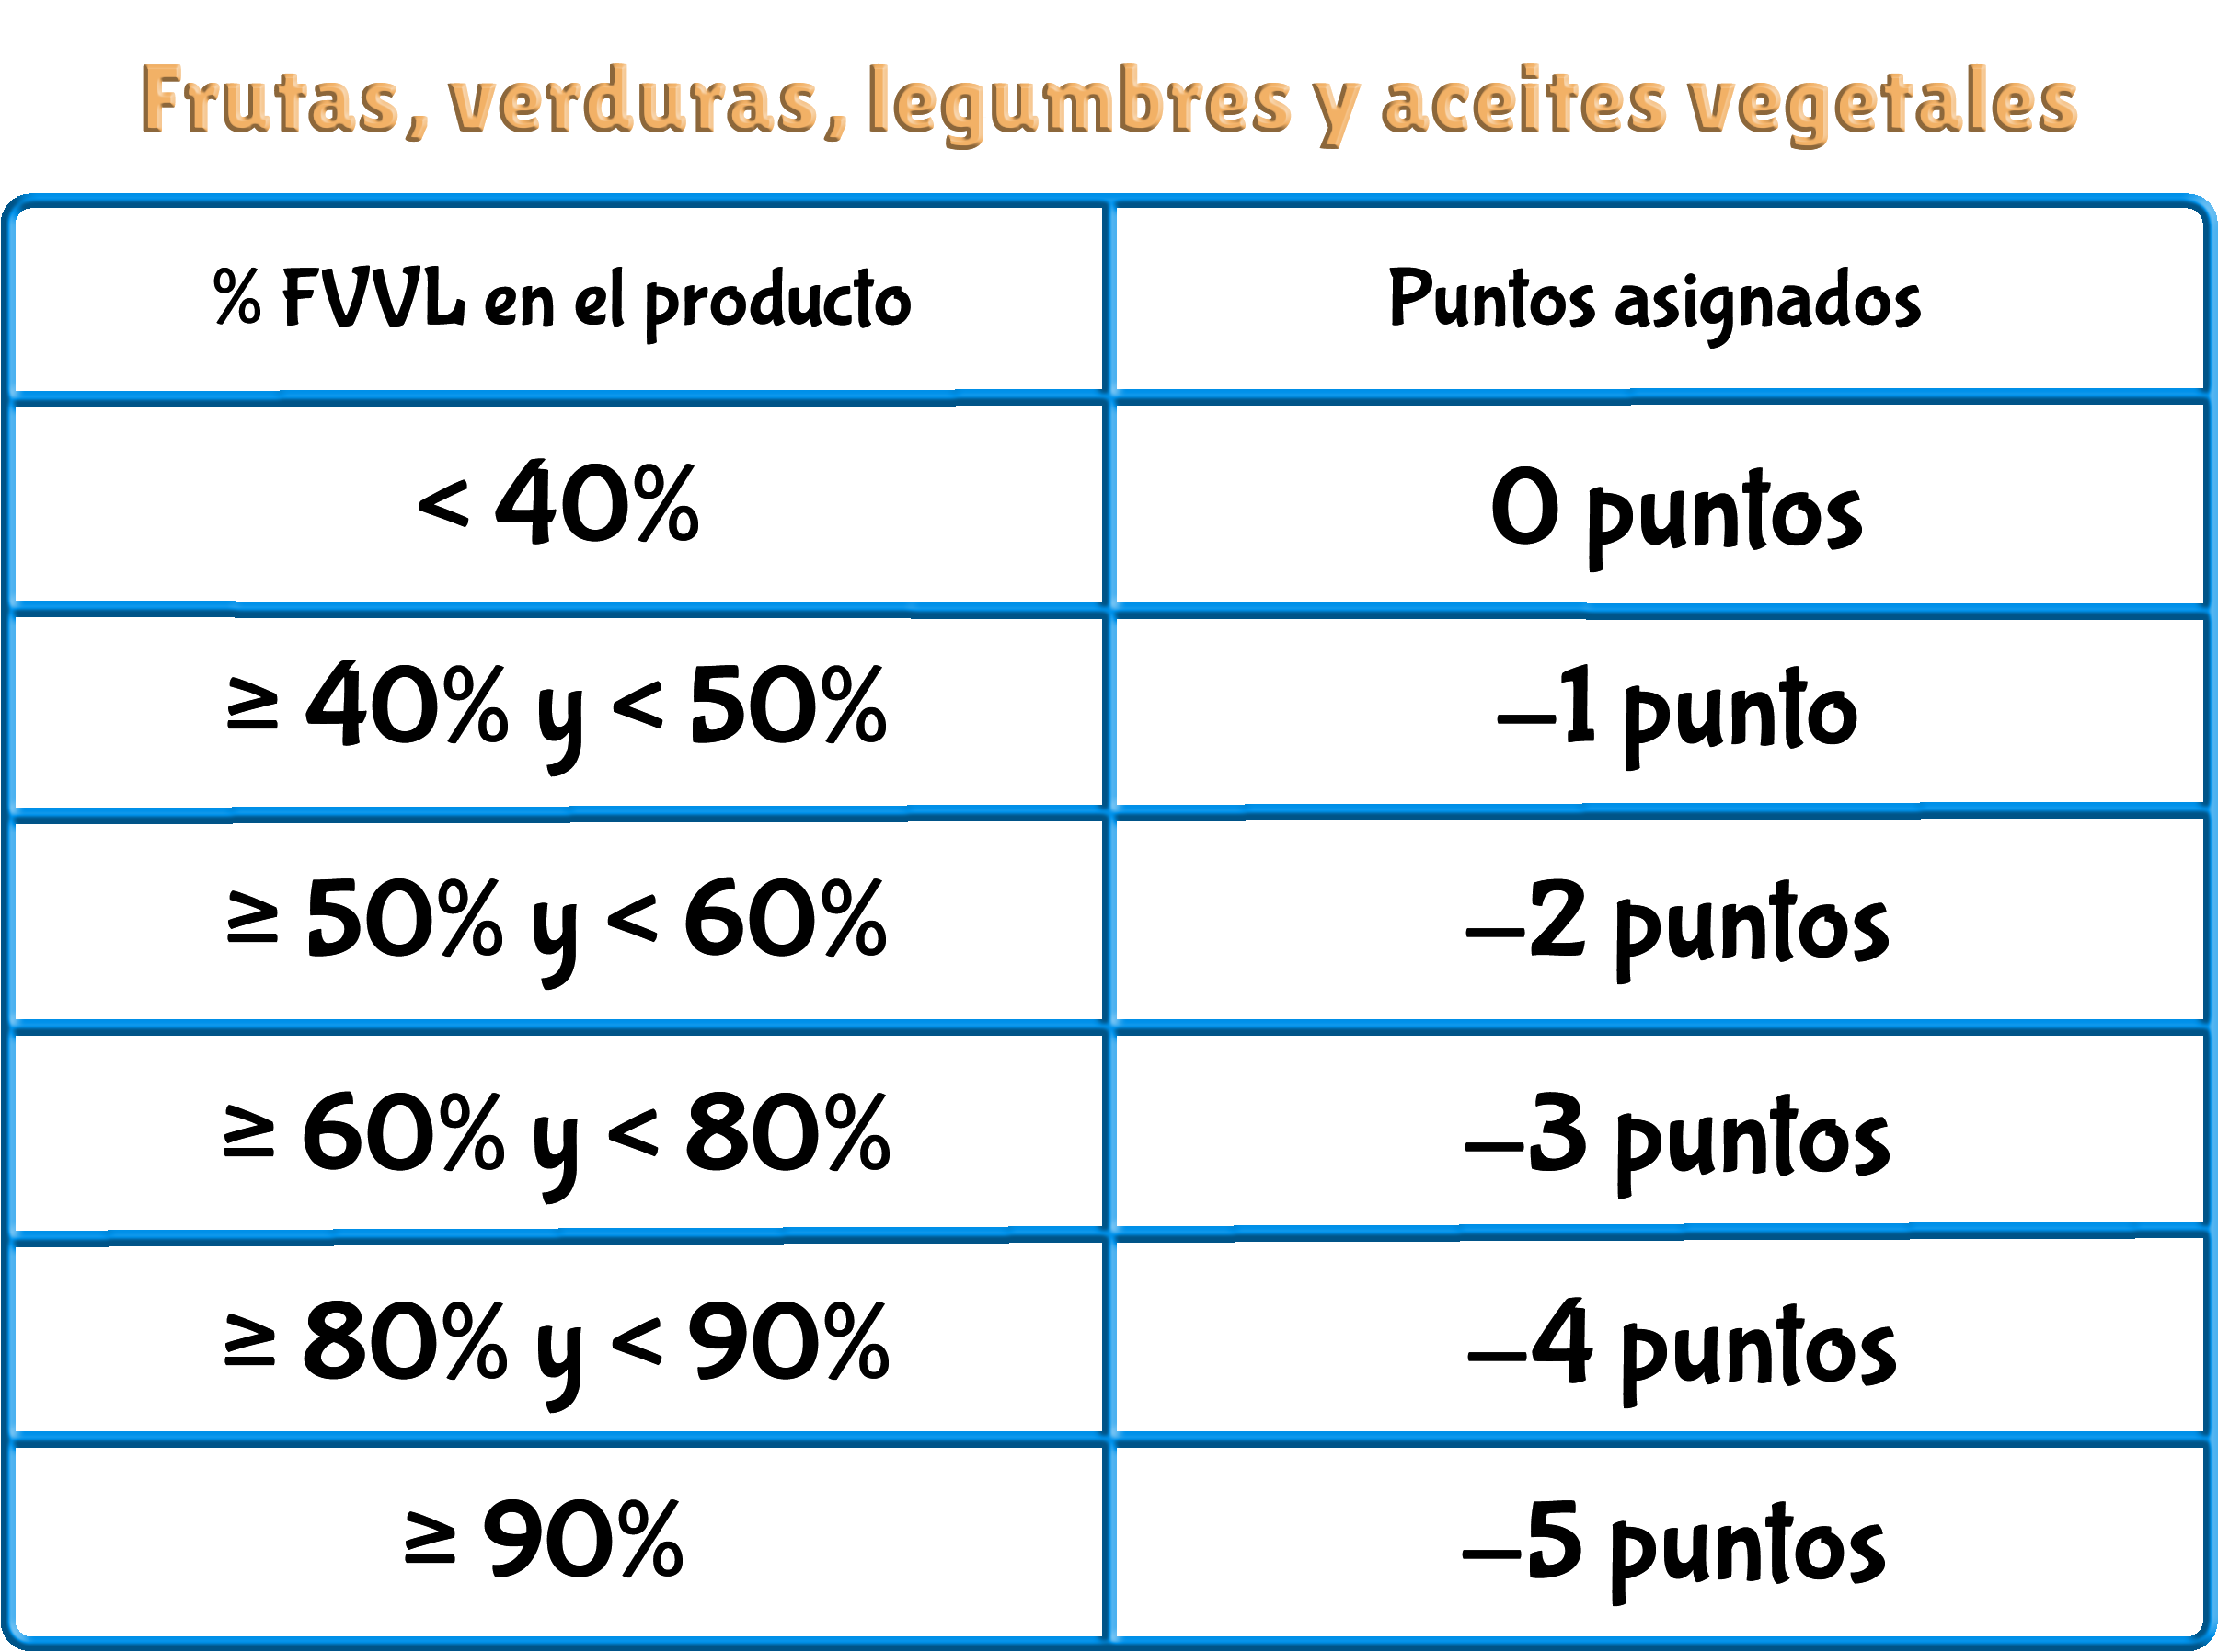 Frutas, verduras, legumbres y aceites vegetales
% FVVL en el producto Puntos asignados
< 40% 0 puntos
≥ 40% y < 50% –1 punto
≥ 50% y < 60% –2 puntos
≥ 60% y < 80% –3 puntos
≥ 80% y < 90% –4 puntos
≥ 90% –5 puntos